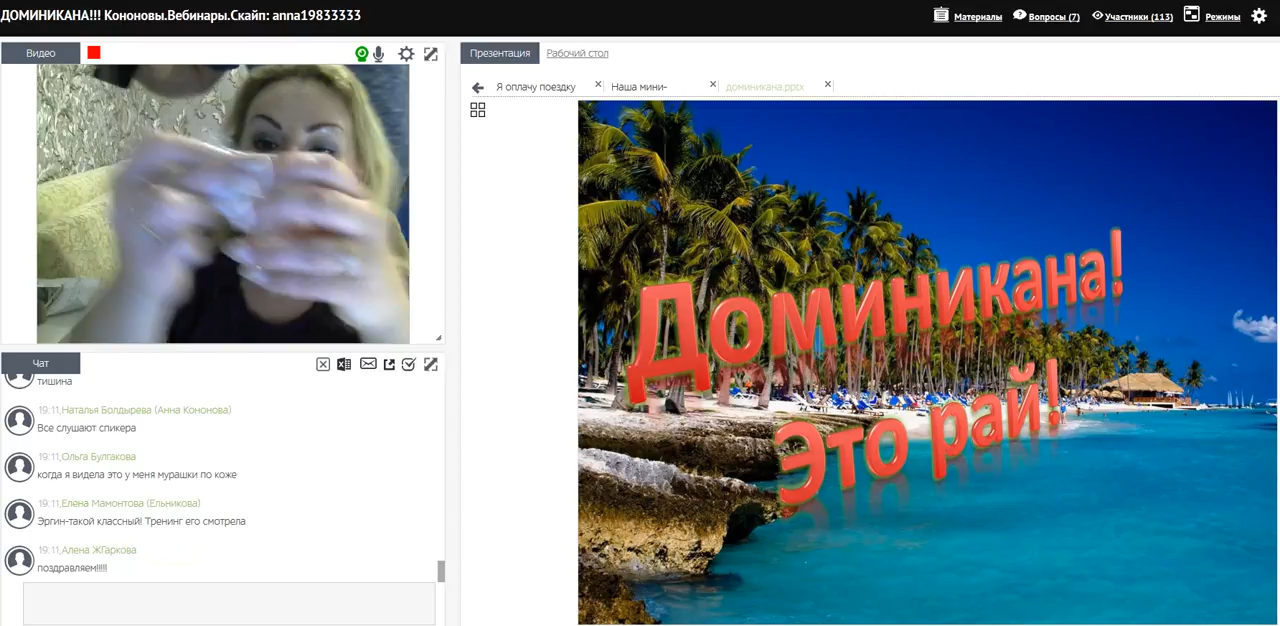 ДОМИНИКАНА!!! Кононовы.Вебинары.Скайп: anna19833333
Материалы
Вопросы (7)
Участники (113)
Режимы
Видео
Презентация
Рабочий стол
Я оплачу поездку
Наша мини-
доминикана.pptx
Доминикана!
Это рай!
Чат
тишина
19:11,Наталья Болдырева (Анна Кононова)
Все слушают спикера
19:11,Ольга Булгакова
когда я видела это у меня мурашки по коже
19:11,Елена Мамонтова (Ельникова)
Эргин-такой классный! Тренинг его смотрела
19:11,Алена ЖГаркова
поздравляем!!!!!